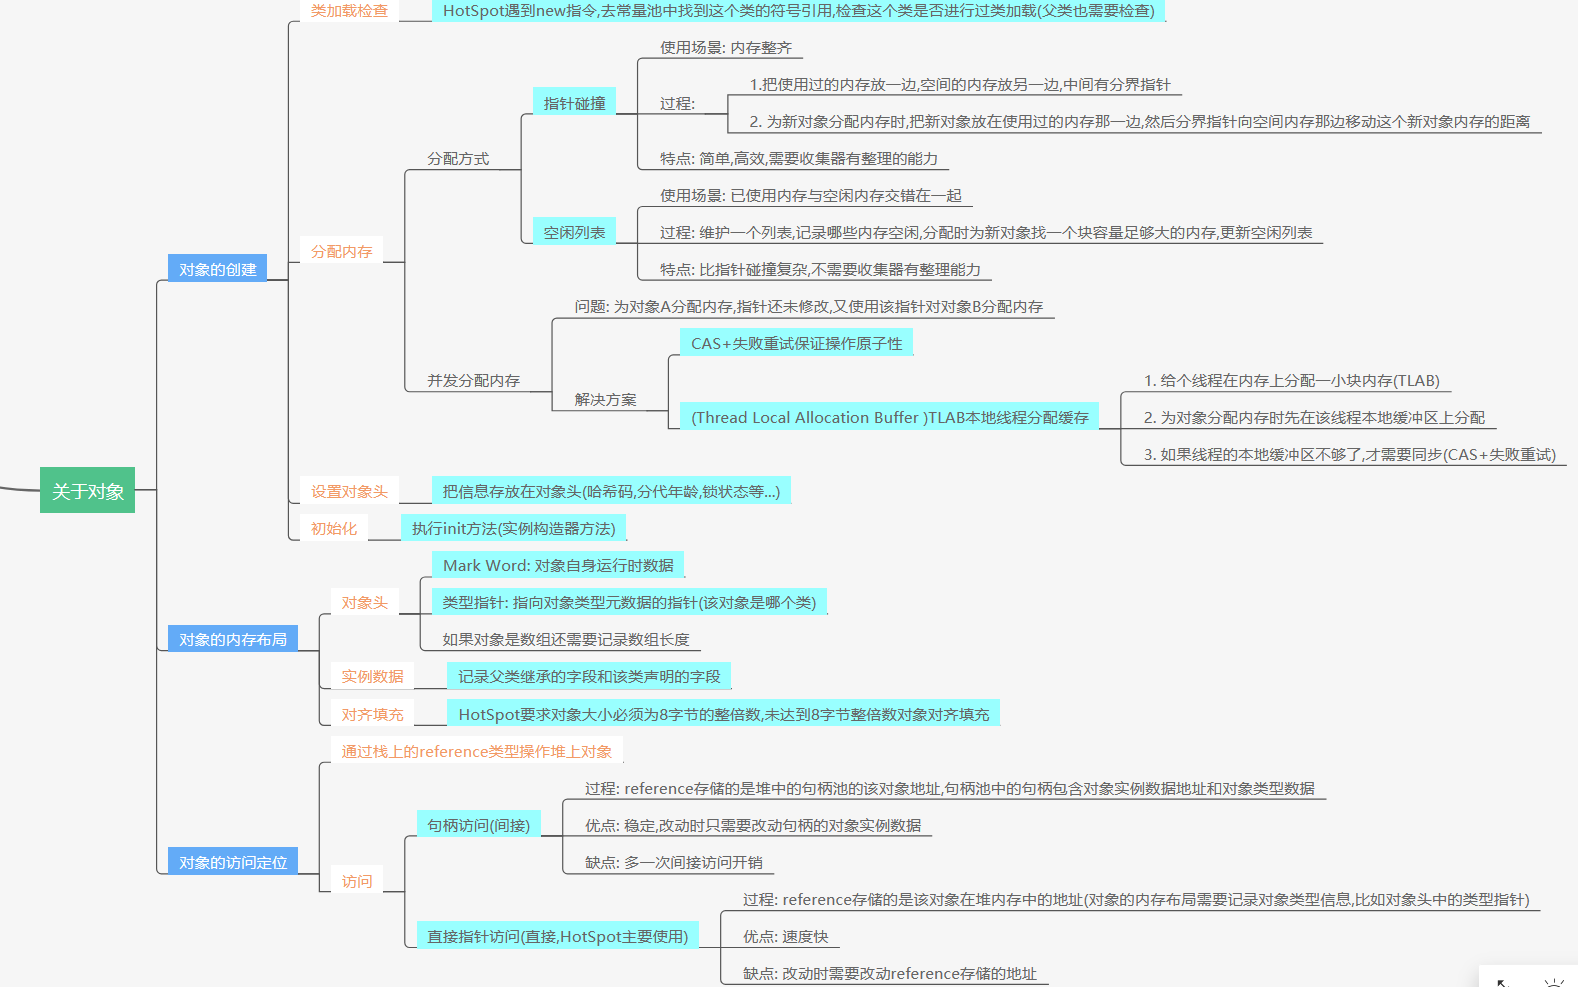 类加载检查
HotSpot遇到new指令,去常量池中找到这个类的符号引用,检查这个类是否进行过类加载(父类也需要检查)
使用场景: 内存整齐
1.把使用过的内存放一边,空间的内存放另一边,中间有分界指针
指针碰撞
过程:
2. 为新对象分配内存时,把新对象放在使用过的内存那一边,然后分界指针向空间内存那边移动这个新对象内存的距离
分配方式
特点: 简单,高效,需要收集器有整理的能力
使用场景: 已使用内存与空闲内存交错在一起
空闲列表
过程: 维护一个列表,记录哪些内存空闲,分配时为新对象找一个块容量足够大的内存,更新空闲列表
分配内存
对象的创建
特点: 比指针碰撞复杂,不需要收集器有整理能力
问题: 为对象A分配内存,指针还未修改,又使用该指针对对象B分配内存
CAS+失败重试保证操作原子性
并发分配内存
1. 给个线程在内存上分配一小块内存(TLAB)
解决方案
(Thread Local Allocation Buffer )TLAB本地线程分配缓存
2. 为对象分配内存时先在该线程本地缓冲区上分配
3. 如果线程的本地缓冲区不够了,才需要同步(CAS+失败重试)
关于对象
设置对象头
把信息存放在对象头(哈希码,分代年龄,锁状态等...)
初始化
执行init方法(实例构造器方法)
Mark Word: 对象自身运行时数据
对象头
类型指针: 指向对象类型元数据的指针(该对象是哪个类)
对象的内存布局
如果对象是数组还需要记录数组长度
实例数据
记录父类继承的字段和该类声明的字段
对齐填充
HotSpot要求对象大小必须为8字节的整倍数,未达到8字节整倍数对象对齐填充
通过栈上的reference类型操作堆上对象
过程: reference存储的是堆中的句柄池的该对象地址,句柄池中的句柄包含对象实例数据地址和对象类型数据
句柄访问(间接)
优点: 稳定,改动时只需要改动句柄的对象实例数据
对象的访问定位
缺点: 多一次间接访问开销
访问
过程: reference存储的是该对象在堆内存中的地址(对象的内存布局需要记录对象类型信息,比如对象头中的类型指针)
直接指针访问(直接,HotSpot主要使用)
优点: 速度快
缺点: 改动时需要改动reference存储的地址